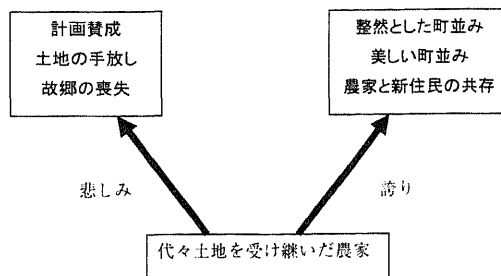 計画賛成
土地の手放し
故郷の喪失
整然とした町並み
美しい町並み
農家と新住民の共存
悲しみ
誇り
代々土地を受け継いだ農家